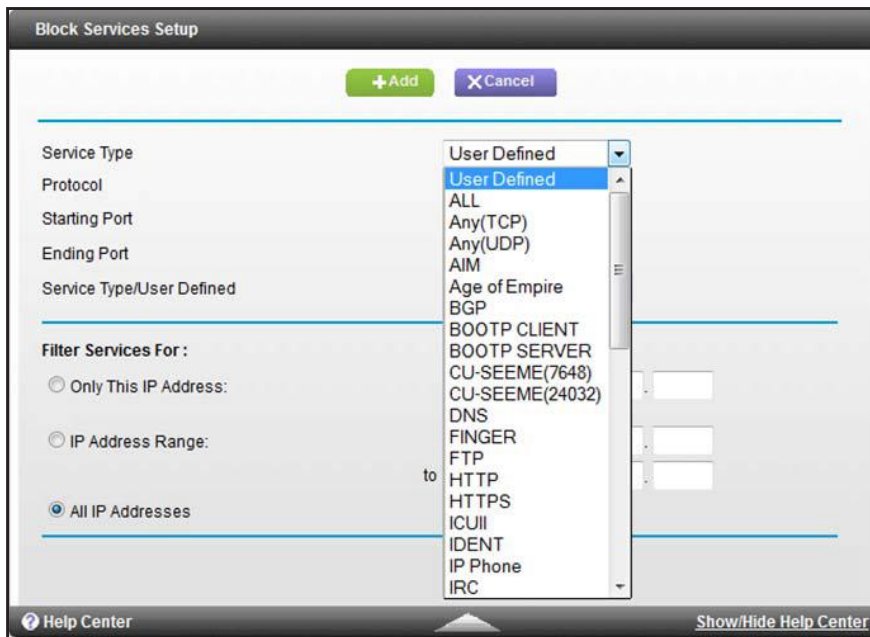 Block Services Setup
+Add
XCancel
Service Type
User Defined
Protocol
Starting Port
Ending Port
Service Type/User Defined
User Defined
ALL
Any(TCP)
Any(UDP)
AIM
Age of Empire
BGP
BOOTP CLIENT
BOOTP SERVER
CU-SEEME(7648)
CU-SEEME(24032)
DNS
FINGER
FTP
HTTP
HTTPS
ICUII
IDENT
IP Phone
IRC
Filter Services For :
Only This IP Address:
.
IP Address Range:
.
to
.
All IP Addresses
? Help Center
Show/Hide Help Center